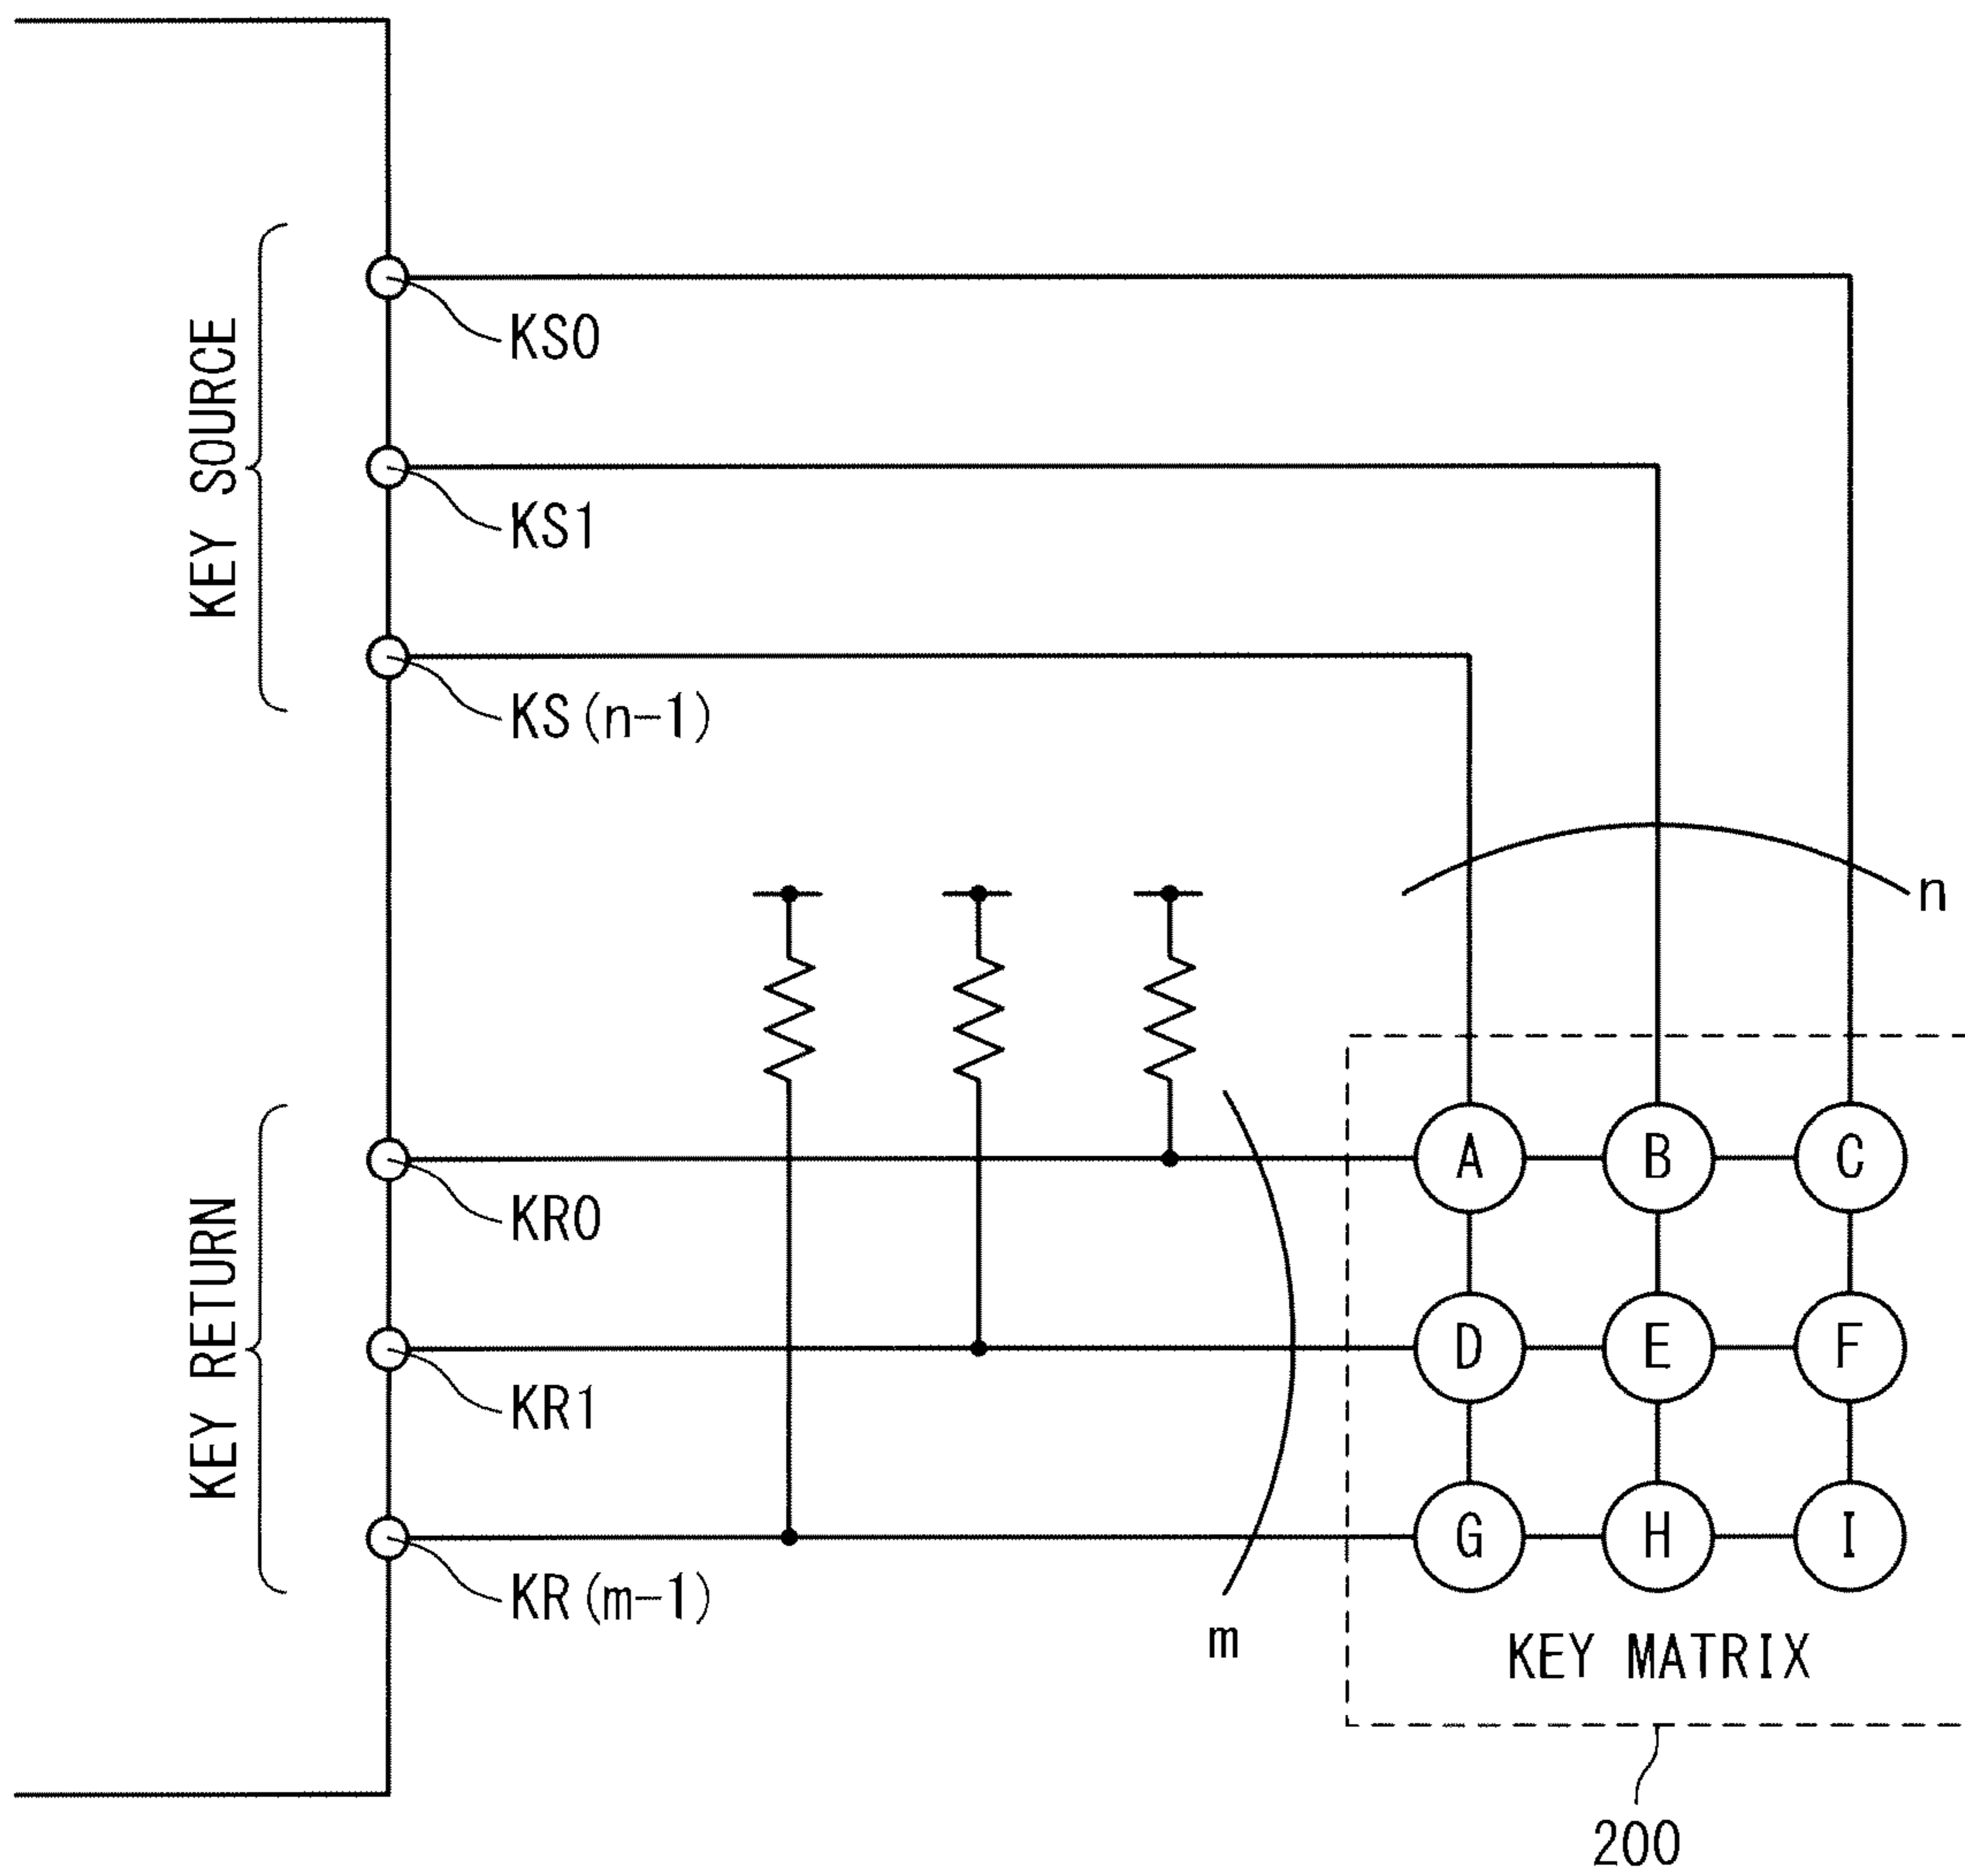 KEY SOURCE
KS0
KS1
KS(n-1)
n
KEY RETURN
KR0
KR1
KR(m-1)
m
A B C
D E F
G H I
KEY MATRIX
200